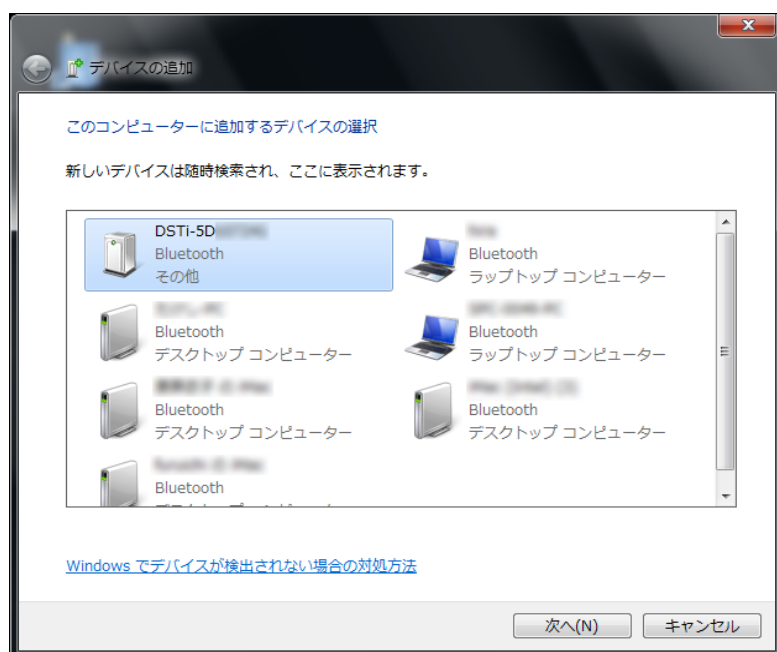 デバイスの追加
このコンピューターに追加するデバイスの選択
新しいデバイスは随時検索され、ここに表示されます。
DSTi-5D
Bluetooth
その他
Bluetooth
ラップトップ コンピューター
Bluetooth
デスクトップ コンピューター
Bluetooth
ラップトップ コンピューター
Bluetooth
デスクトップ コンピューター
Bluetooth
デスクトップ コンピューター
Bluetooth
Windows でデバイスが検出されない場合の対処方法
次へ(N)
キャンセル